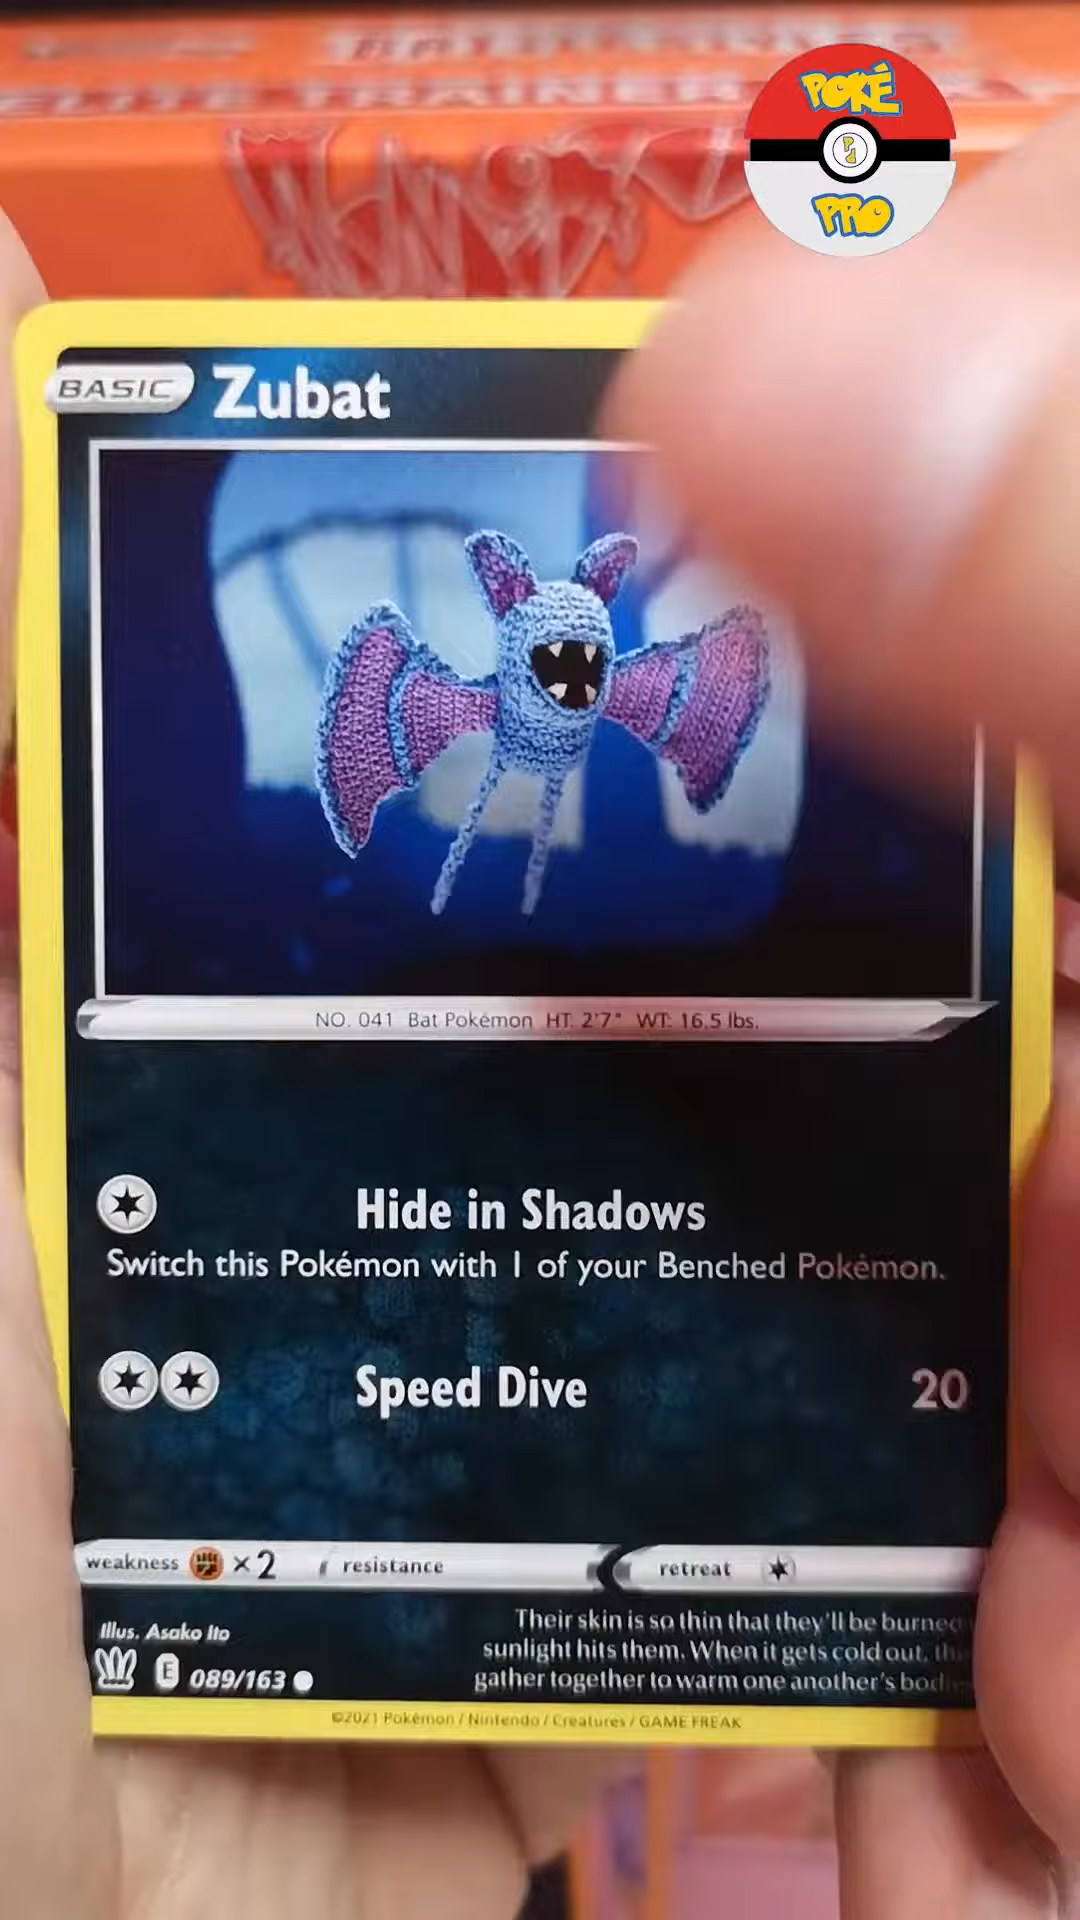 ELITE TRAINER
POKÉ
PRO
BASIC Zubat
NO. 041 Bat Pokémon HT. 2'7" WT: 16.5 lbs.
Hide in Shadows
Switch this Pokémon with 1 of your Benched Pokémon.
Speed Dive 20
weakness ×2 resistance retreat
Their skin is so thin that they'll be burned
Illus. Asako Ito
sunlight hits them. When it gets cold out,
E 089/163
gather together to warm one another's
©2021 Pokémon / Nintendo / Creatures / GAME FREAK